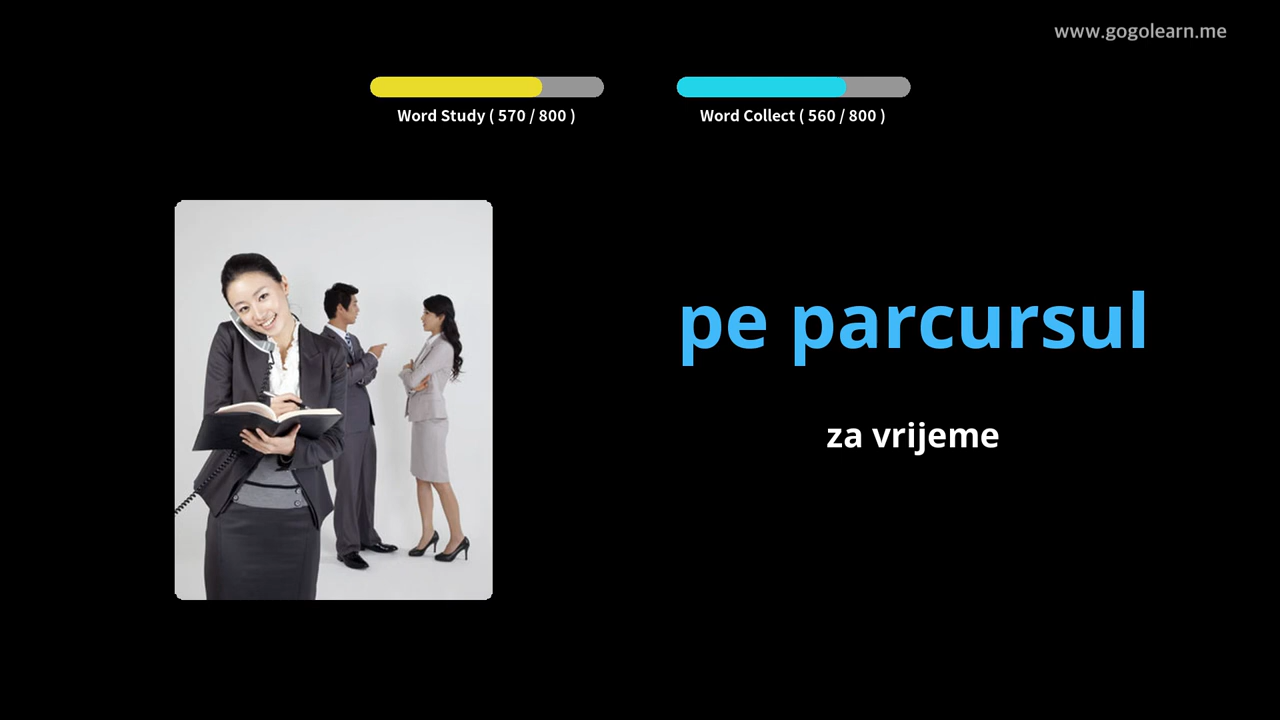 www.gogolearn.me
Word Study ( 570 / 800 )
Word Collect ( 560 / 800 )
pe parcursul
za vrijeme